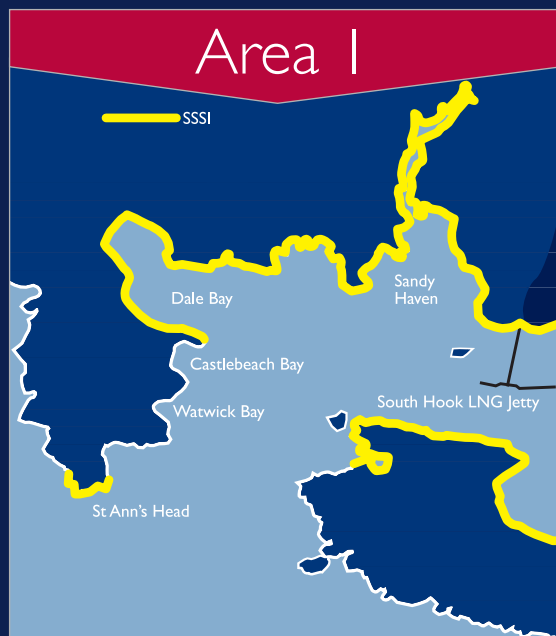 Area 1
SSSI
Dale Bay
Sandy
Haven
Castlebeach Bay
South Hook LNG Jetty
Watwick Bay
St Ann's Head